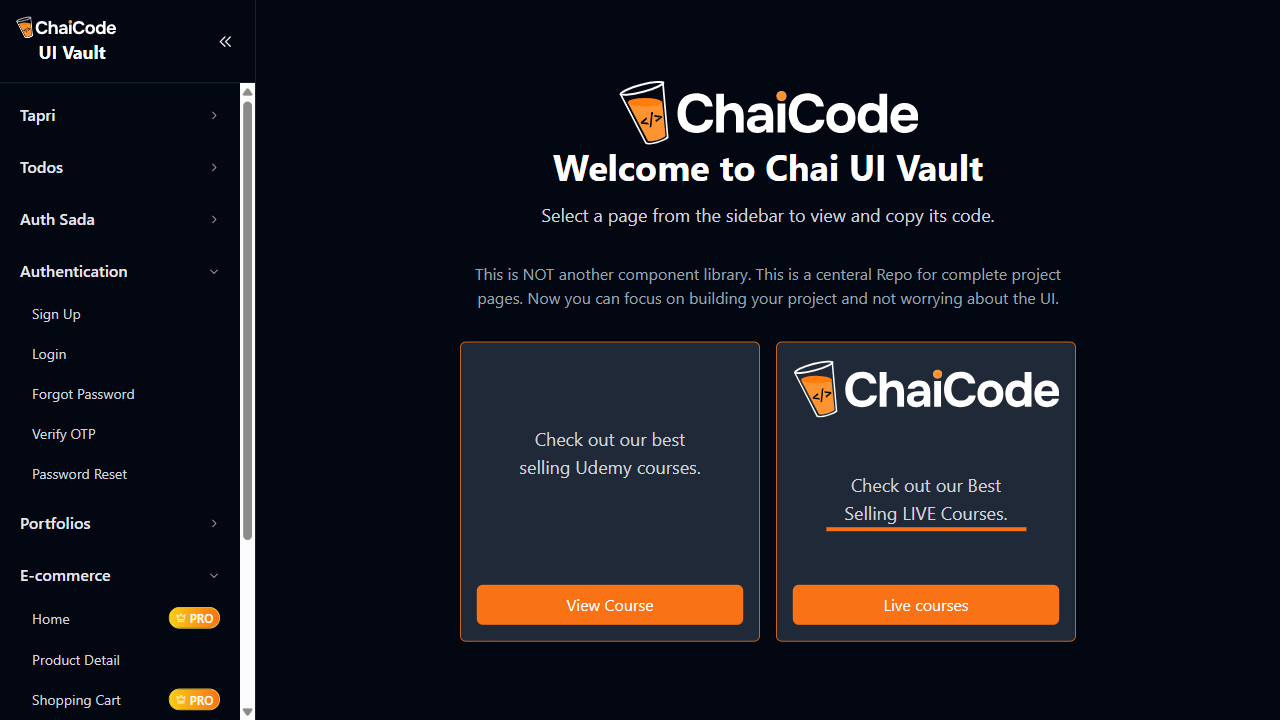 ChaiCode
UI Vault
Tapri
Todos
Auth Sada
Authentication
Sign Up
Login
Forgot Password
Verify OTP
Password Reset
Portfolios
E-commerce
Home
PRO
Product Detail
Shopping Cart
PRO
</> ChaiCode
Welcome to Chai UI Vault
Select a page from the sidebar to view and copy its code.
This is NOT another component library. This is a centeral Repo for complete project
pages. Now you can focus on building your project and not worrying about the UI.
Check out our best
selling Udemy courses.
View Course
</> ChaiCode
Check out our Best
Selling LIVE Courses.
Live courses